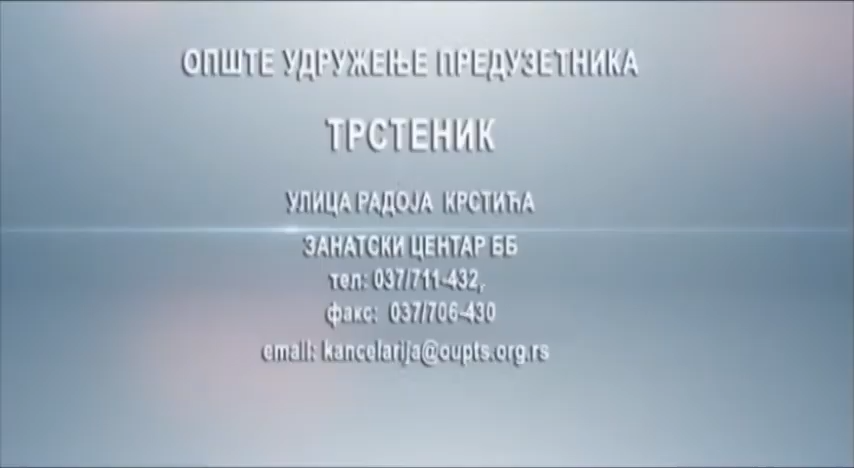 ОПШТЕ УДРУЖЕЊЕ ПРЕДУЗЕТНИКА
ТРСТЕНИК
УЛИЦА РАДОЈА КРСТИЋА
ЗАНАТСКИ ЦЕНТАР ББ
тел: 037/711-432,
факс: 037/706-430
email: kancelarija@oupts.org.rs